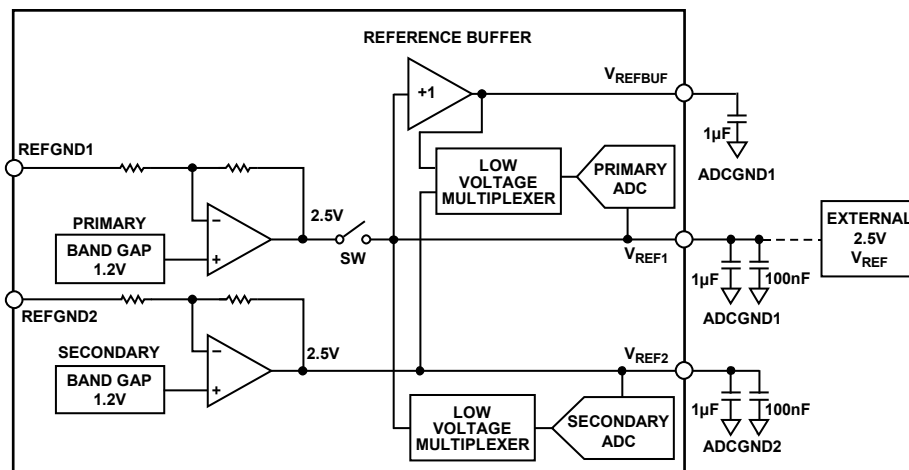 REFERENCE BUFFER
+1
VREFBUF
1µF
ADCGND1
REFGND1
LOW
VOLTAGE
MULTIPLEXER
PRIMARY
ADC
PRIMARY
BAND GAP
1.2V
−
+
2.5V
SW
VREF1
1µF
100nF
ADCGND1
EXTERNAL
2.5V
VREF
REFGND2
SECONDARY
BAND GAP
1.2V
−
+
2.5V
VREF2
1µF
100nF
ADCGND2
LOW
VOLTAGE
MULTIPLEXER
SECONDARY
ADC